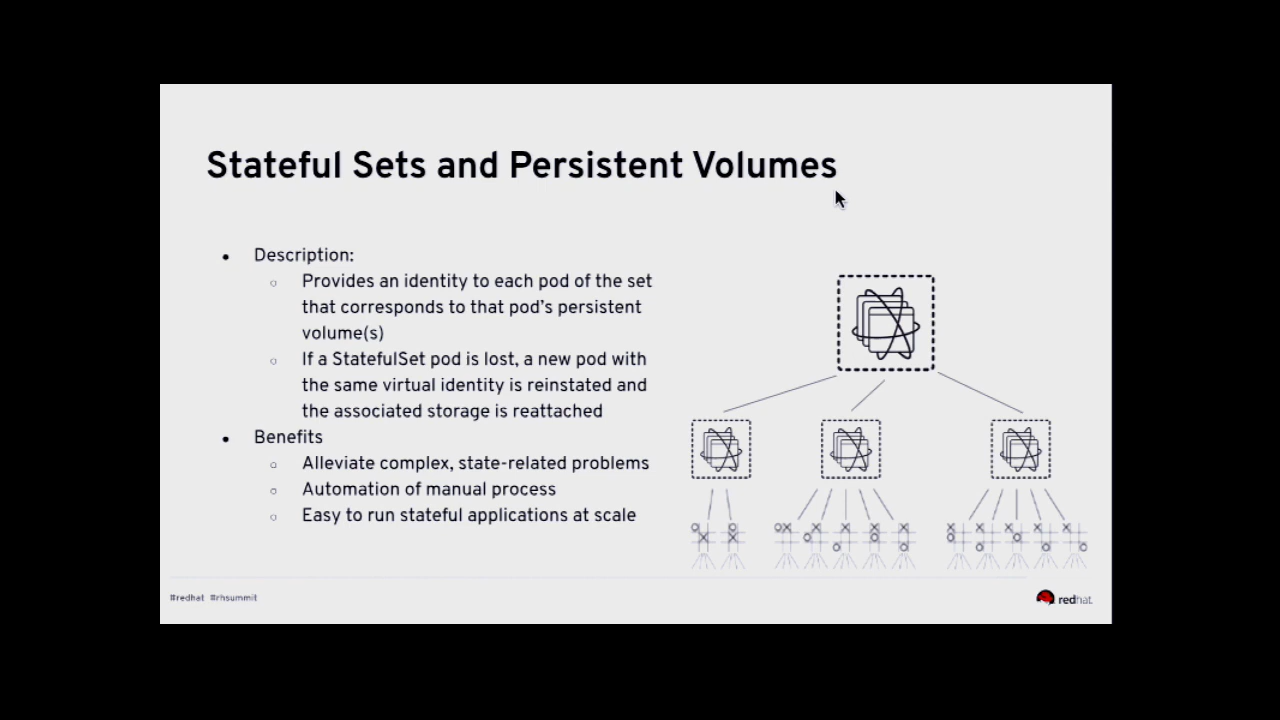 Stateful Sets and Persistent Volumes
Description:
Provides an identity to each pod of the set
that corresponds to that pod's persistent
volume(s)
If a StatefulSet pod is lost, a new pod with
the same virtual identity is reinstated and
the associated storage is reattached
Benefits
Alleviate complex, state-related problems
Automation of manual process
Easy to run stateful applications at scale
#redhat #rhsummit
redhat.